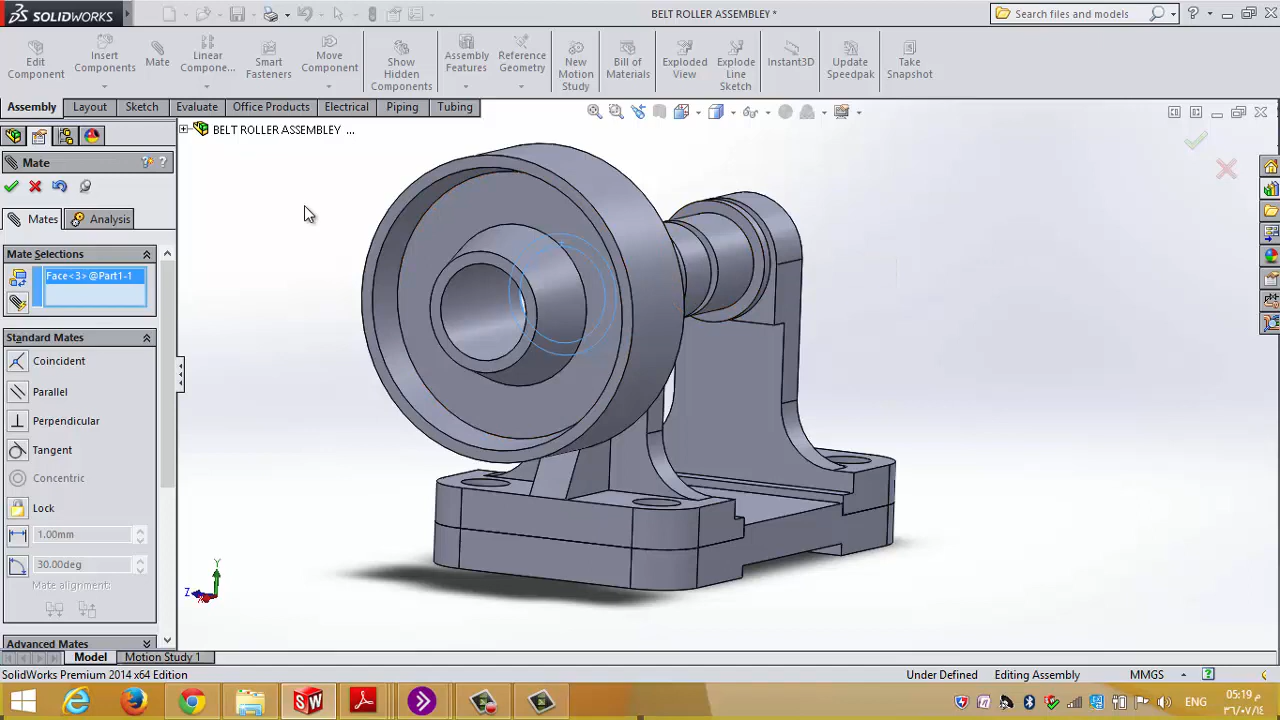 SOLIDWORKS
BELT ROLLER ASSEMBLEY *
Search files and models
Edit Component
Insert Components
Mate
Linear Compone...
Smart Fasteners
Move Component
Show Hidden Components
Assembly Features
Reference Geometry
New Motion Study
Bill of Materials
Exploded View
Explode Line Sketch
Instant3D
Update Speedpak
Take Snapshot
Assembly
Layout
Sketch
Evaluate
Office Products
Electrical
Piping
Tubing
BELT ROLLER ASSEMBLEY ...
Mate
Mates
Analysis
Mate Selections
Face<3>@Part1-1
Standard Mates
Coincident
Parallel
Perpendicular
Tangent
Concentric
Lock
1.00mm
30.00deg
Mate alignment:
Advanced Mates
Y
Z
Model
Motion Study 1
SolidWorks Premium 2014 x64 Edition
Under Defined
Editing Assembly
MMGS
ENG
05:19 م